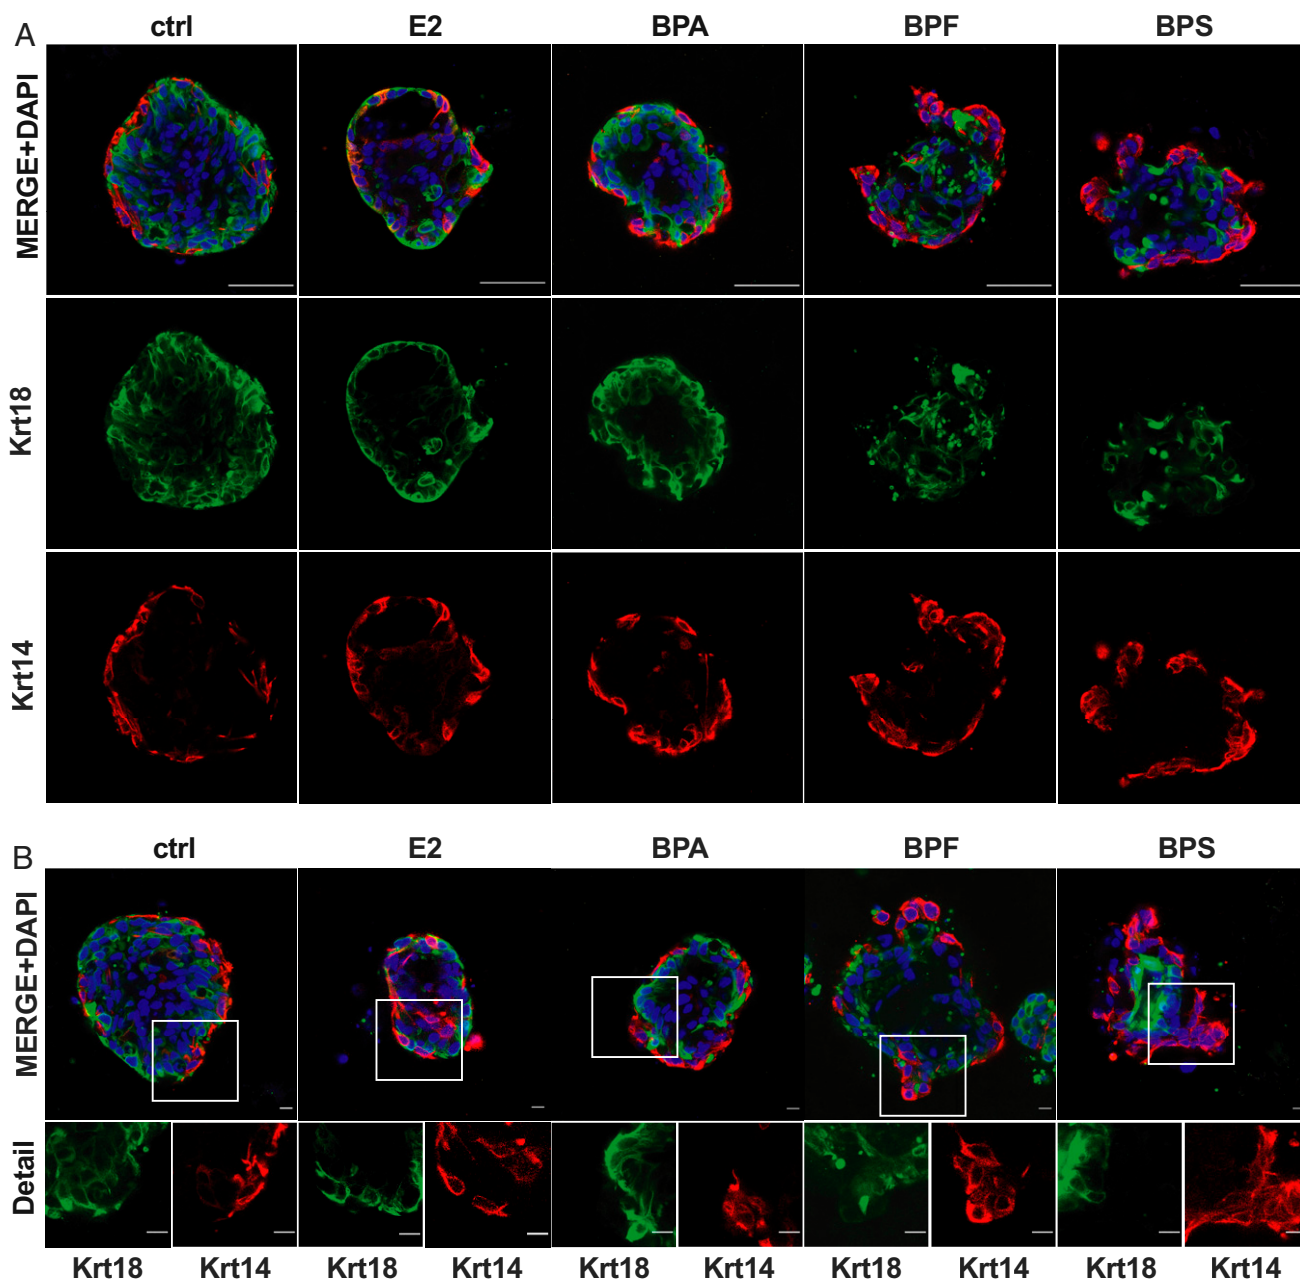 A
ctrl E2 BPA BPF BPS
MERGE+DAPI
Krt18
Krt14
B
ctrl E2 BPA BPF BPS
MERGE+DAPI
Detail
Krt18 Krt14 Krt18 Krt14 Krt18 Krt14 Krt18 Krt14 Krt18 Krt14